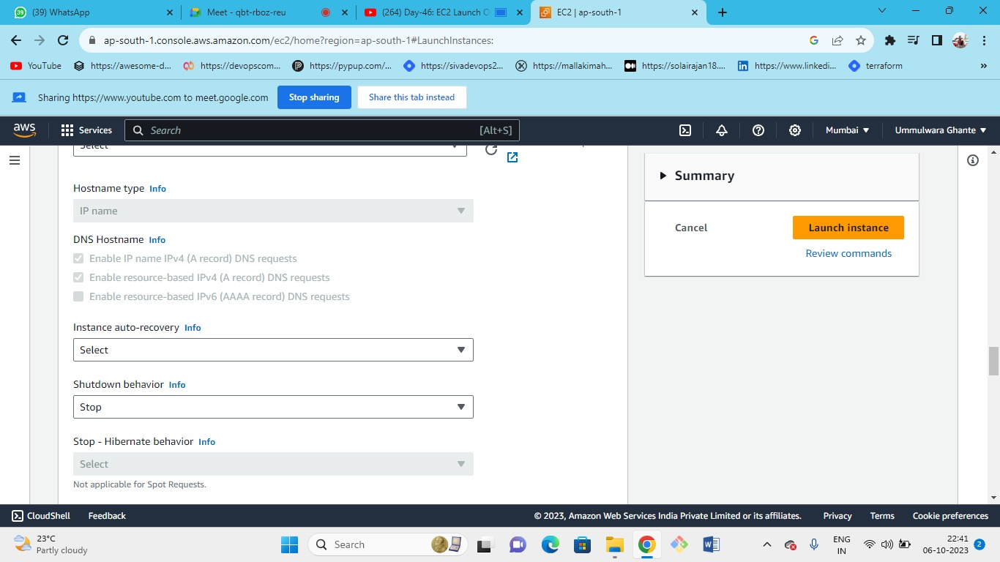 39 (39) WhatsApp
Meet - qbt-rboz-reu
(264) Day-46: EC2 Launch O
EC2 | ap-south-1
ap-south-1.console.aws.amazon.com/ec2/home?region=ap-south-1#LaunchInstances:
YouTube
https://awesome-d...
https://devopscom...
https://pypup.com/...
https://sivadevops2...
https://mallakimah...
https://solairajan18....
https://www.linkedi...
terraform
»
Sharing https://www.youtube.com to meet.google.com
Stop sharing
Share this tab instead
aws
Services
Search
[Alt+S]
Mumbai
Ummulwara Ghante
Select
Hostname type Info
IP name
DNS Hostname Info
Enable IP name IPv4 (A record) DNS requests
Enable resource-based IPv4 (A record) DNS requests
Enable resource-based IPv6 (AAAA record) DNS requests
Instance auto-recovery Info
Select
Shutdown behavior Info
Stop
Stop - Hibernate behavior Info
Select
Not applicable for Spot Requests.
Summary
Cancel
Launch instance
Review commands
CloudShell
Feedback
© 2023, Amazon Web Services India Private Limited or its affiliates.
Privacy
Terms
Cookie preferences
23°C
Partly cloudy
Search
ENG
IN
22:41
06-10-2023
2